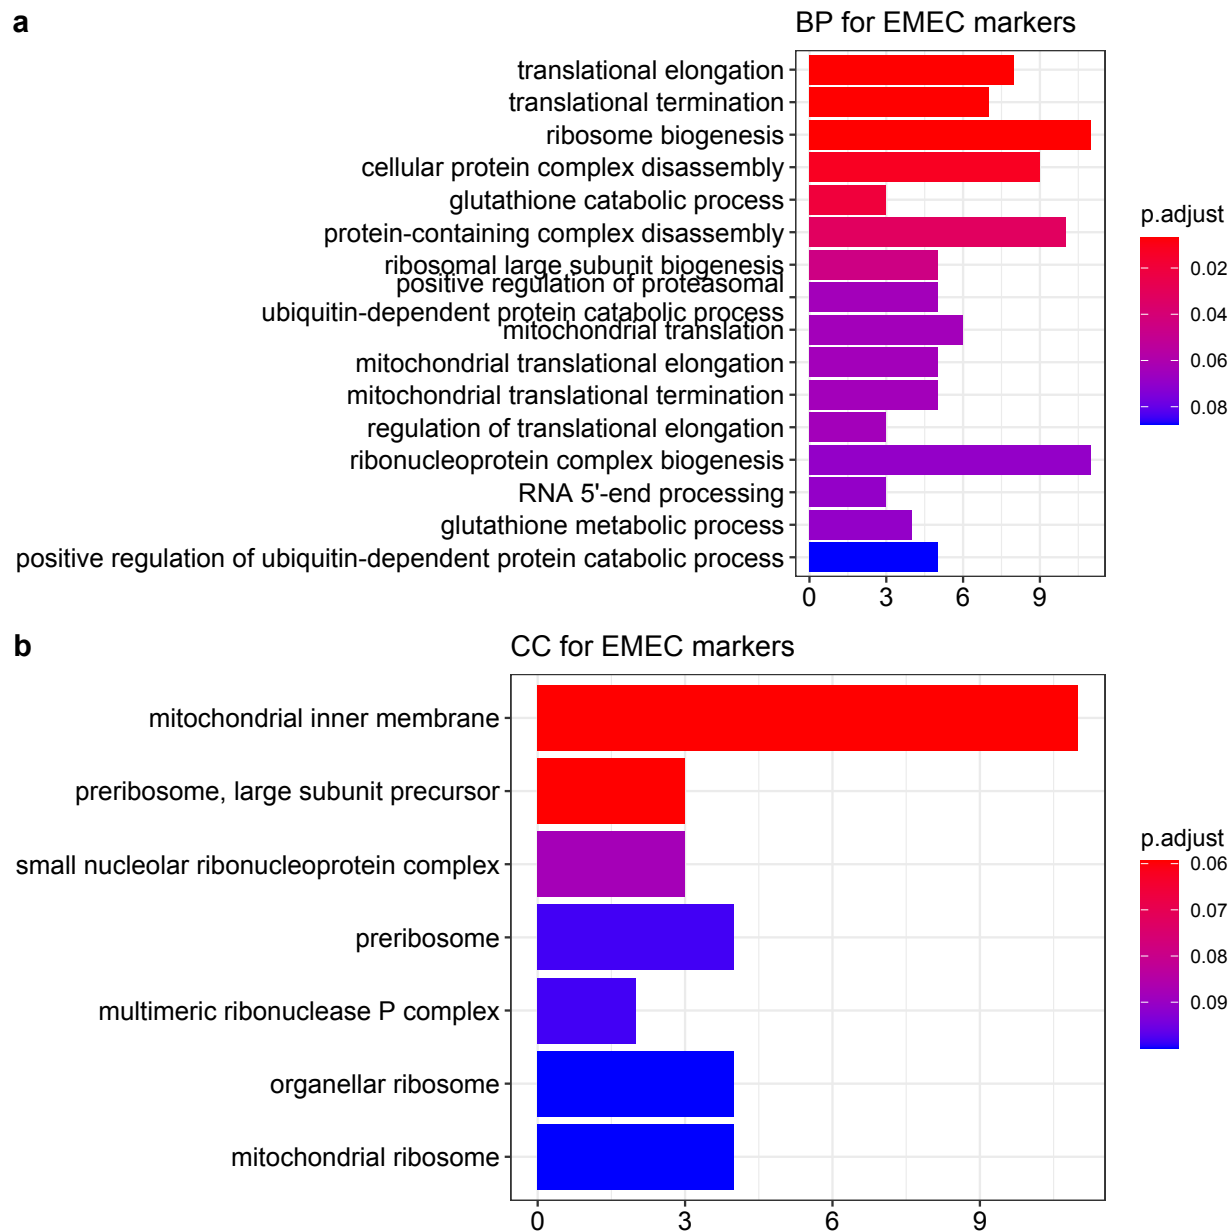 a
BP for EMEC markers
translational elongation
translational termination
ribosome biogenesis
cellular protein complex disassembly
glutathione catabolic process
protein-containing complex disassembly
ribosomal large subunit biogenesis
positive regulation of proteasomal
ubiquitin-dependent protein catabolic process
mitochondrial translation
mitochondrial translational elongation
mitochondrial translational termination
regulation of translational elongation
ribonucleoprotein complex biogenesis
RNA 5'-end processing
glutathione metabolic process
positive regulation of ubiquitin-dependent protein catabolic process
0 3 6 9
p.adjust
0.02
0.04
0.06
0.08
b
CC for EMEC markers
mitochondrial inner membrane
preribosome, large subunit precursor
small nucleolar ribonucleoprotein complex
preribosome
multimeric ribonuclease P complex
organellar ribosome
mitochondrial ribosome
0 3 6 9
p.adjust
0.06
0.07
0.08
0.09